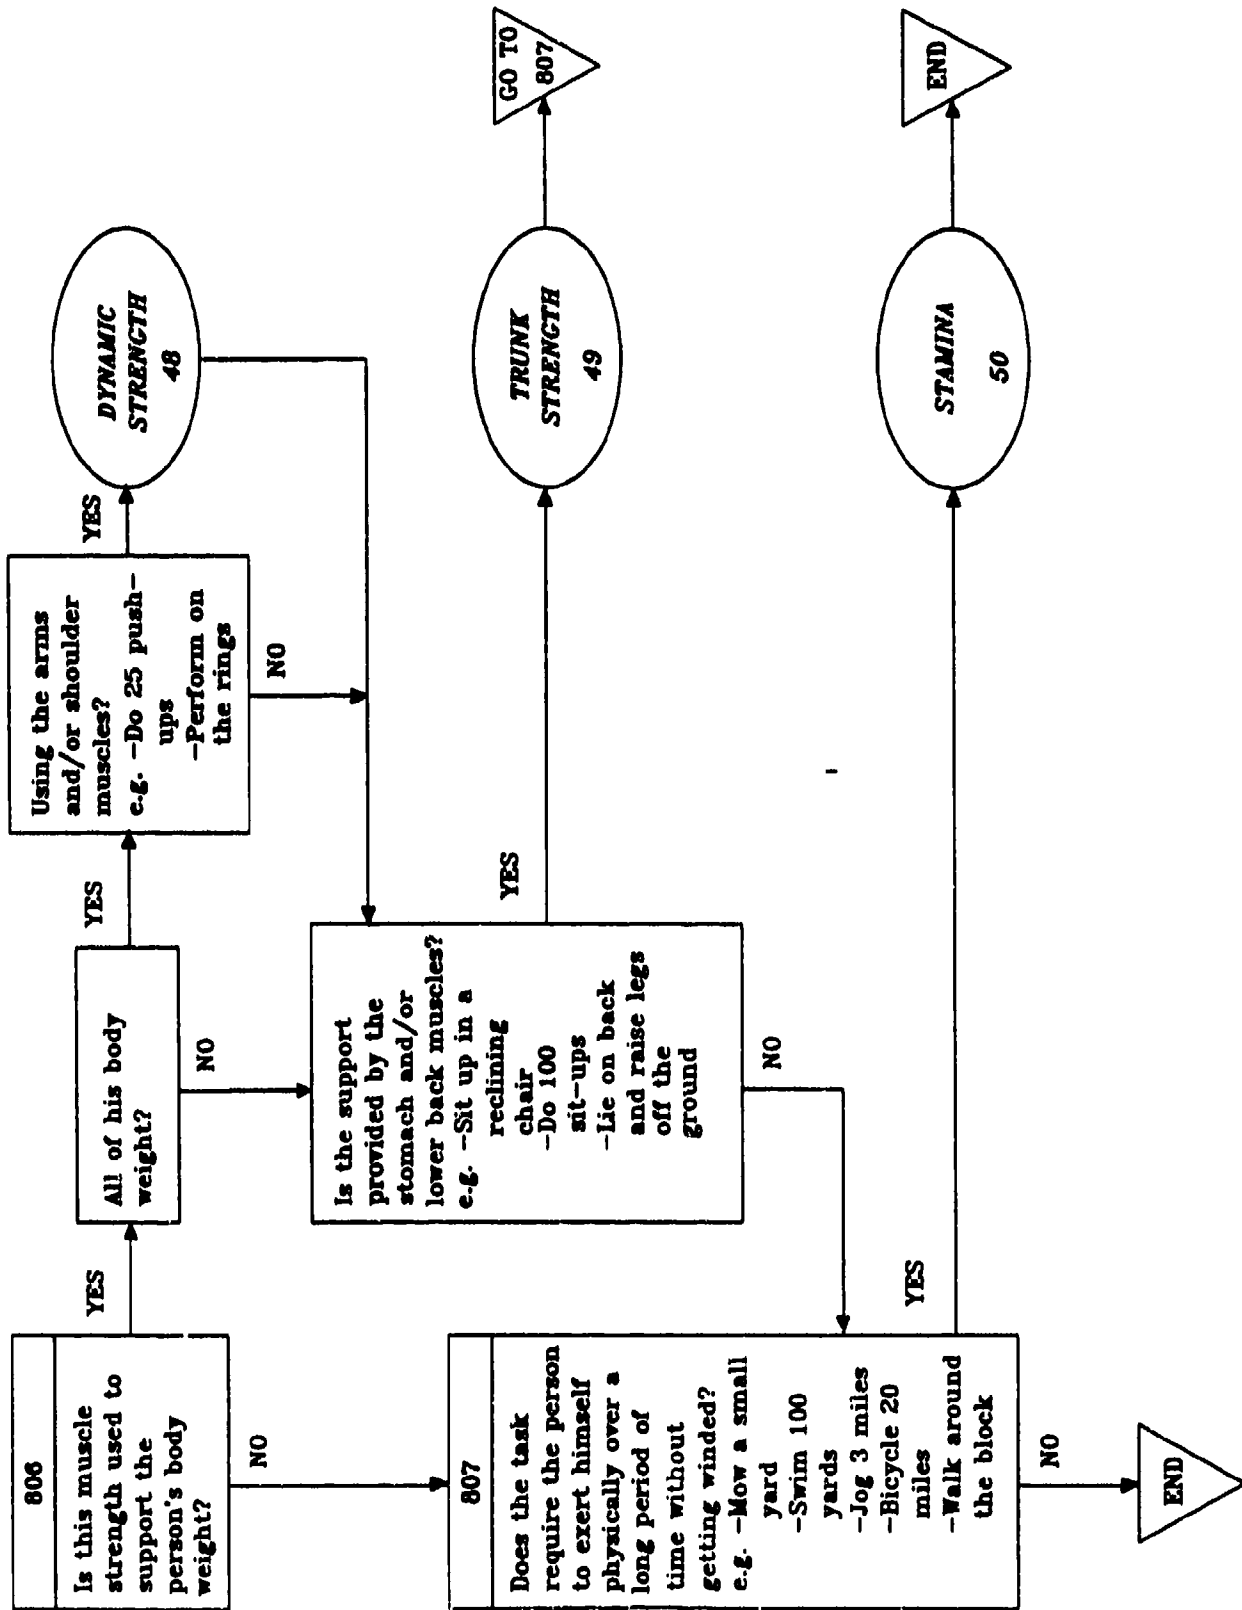 806
Is this muscle
strength used to
support the
person's body
weight?
YES
NO
All of his body
weight?
YES
NO
Using the arms
and/or shoulder
muscles?
e.g. -Do 25 push-
ups
-Perform on
the rings
YES
NO
DYNAMIC
STRENGTH
48
Is the support
provided by the
stomach and/or
lower back muscles?
e.g. -Sit up in a
reclining
chair
-Do 100
sit-ups
-Lie on back
and raise legs
off the
ground
YES
NO
TRUNK
STRENGTH
49
GO TO
807
807
Does the task
require the person
to exert himself
physically over a
long period of
time without
getting winded?
e.g. -Mow a small
yard
-Swim 100
yards
-Jog 3 miles
-Bicycle 20
miles
-Walk around
the block
YES
NO
STAMINA
50
END
END